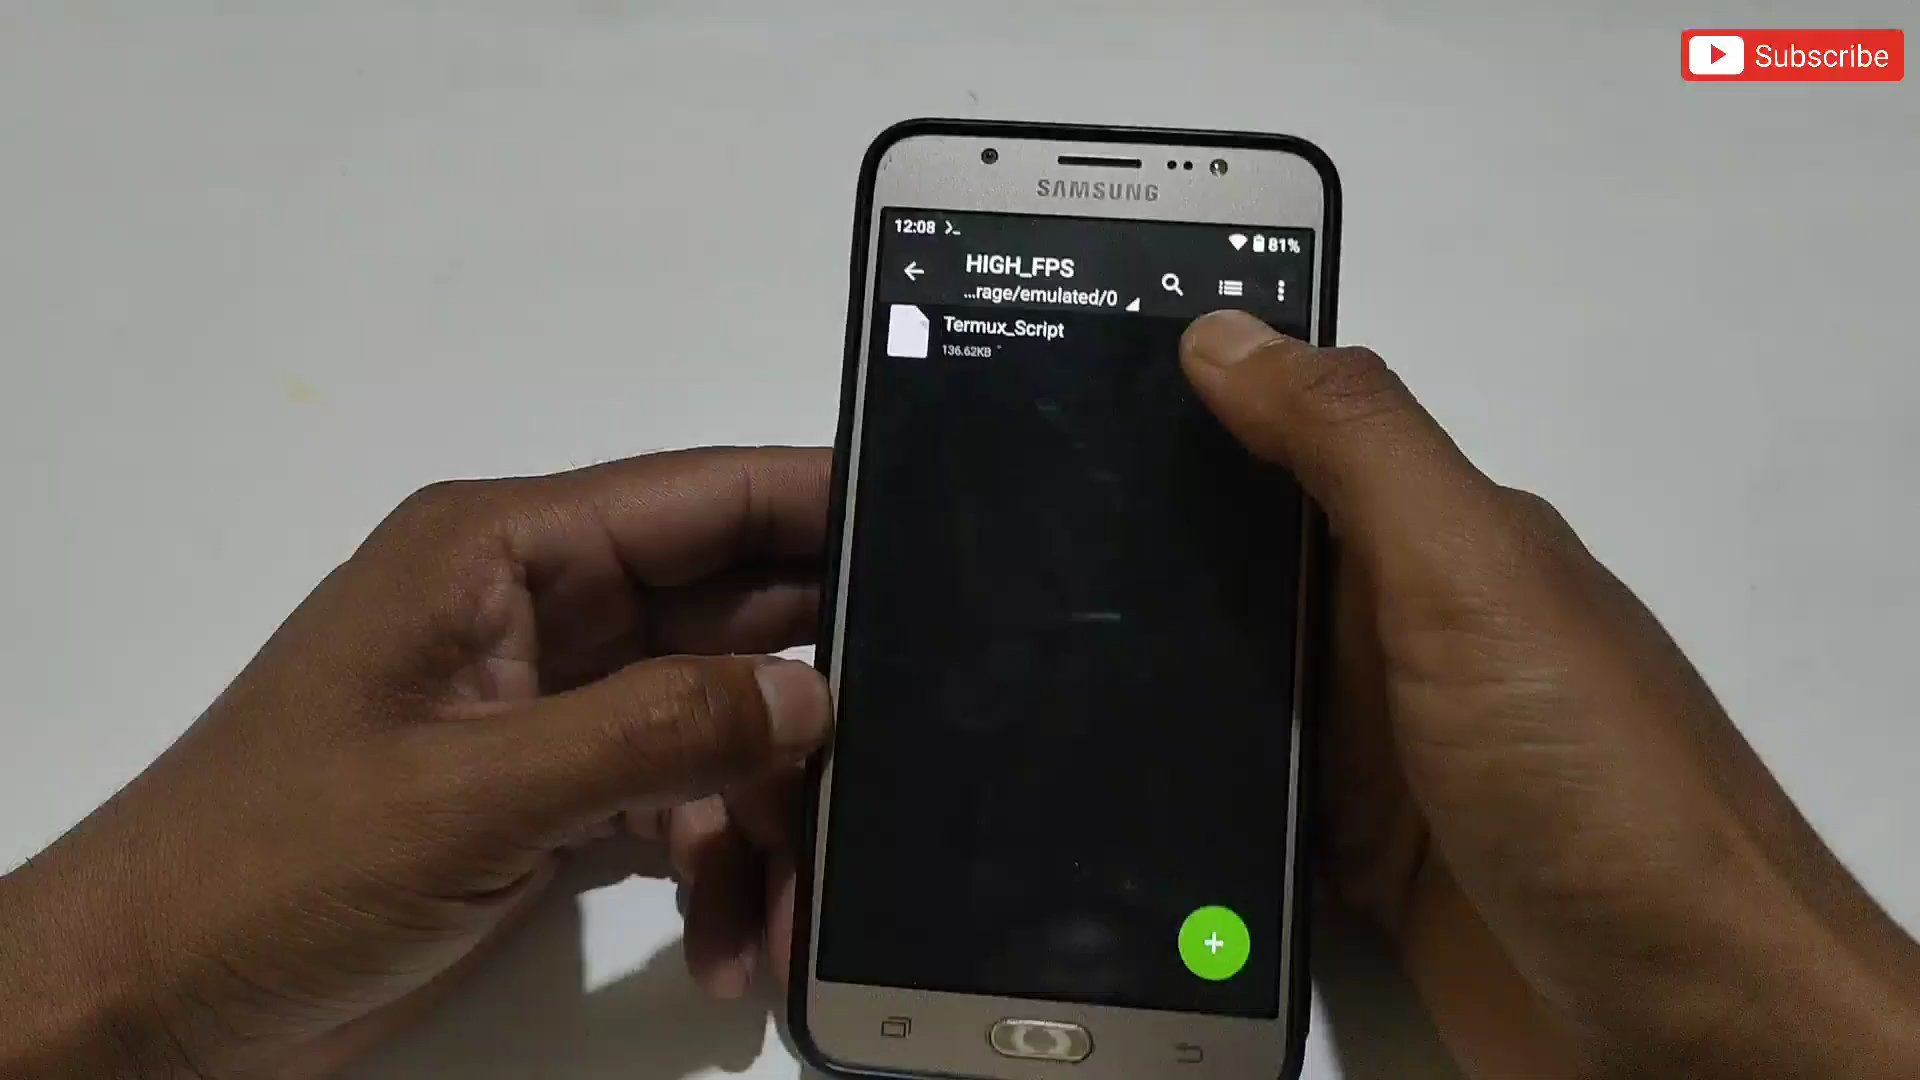 Subscribe
SAMSUNG
12:08
81%
HIGH_FPS
...rage/emulated/0
Termux_Script
136.62KB